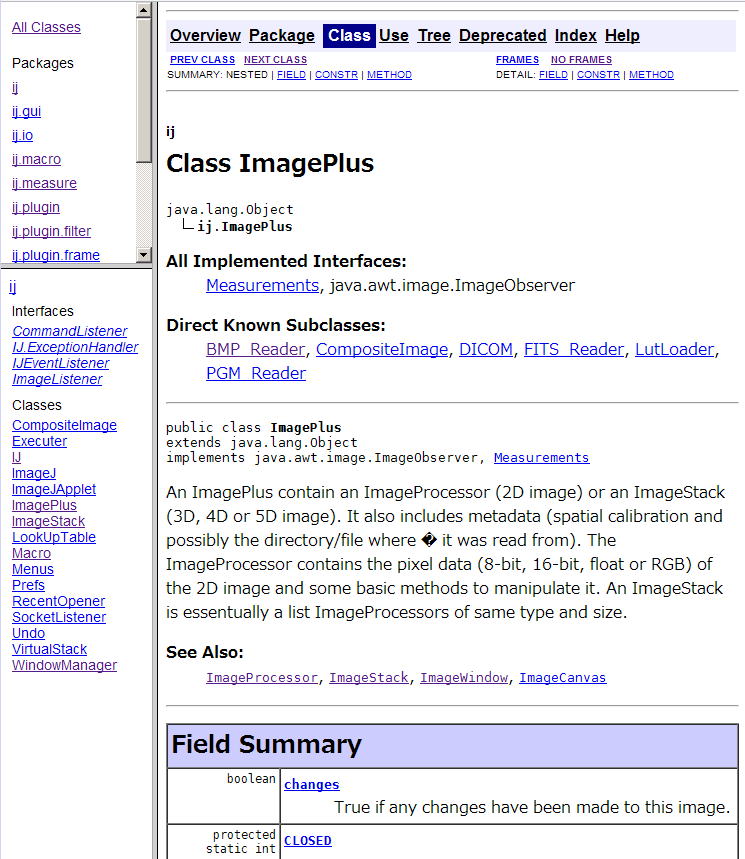 All Classes
Packages
ij
ij.gui
ij.io
ij.macro
ij.measure
ij.plugin
ij.plugin.filter
ij.plugin.frame
ij
Interfaces
CommandListener
IJ.ExceptionHandler
IJEventListener
ImageListener
Classes
CompositeImage
Executer
IJ
ImageJ
ImageJApplet
ImagePlus
ImageStack
LookUpTable
Macro
Menus
Prefs
RecentOpener
SocketListener
Undo
VirtualStack
WindowManager
Overview Package Class Use Tree Deprecated Index Help
PREV CLASS NEXT CLASS FRAMES NO FRAMES
SUMMARY: NESTED | FIELD | CONSTR | METHOD DETAIL: FIELD | CONSTR | METHOD
ij
Class ImagePlus
java.lang.Object
ij.ImagePlus
All Implemented Interfaces:
Measurements, java.awt.image.ImageObserver
Direct Known Subclasses:
BMP_Reader, CompositeImage, DICOM, FITS_Reader, LutLoader,
PGM_Reader
public class ImagePlus
extends java.lang.Object
implements java.awt.image.ImageObserver, Measurements
An ImagePlus contain an ImageProcessor (2D image) or an ImageStack
(3D, 4D or 5D image). It also includes metadata (spatial calibration and
possibly the directory/file where � it was read from). The
ImageProcessor contains the pixel data (8-bit, 16-bit, float or RGB) of
the 2D image and some basic methods to manipulate it. An ImageStack
is essentually a list ImageProcessors of same type and size.
See Also:
ImageProcessor, ImageStack, ImageWindow, ImageCanvas
Field Summary
boolean changes
True if any changes have been made to this image.
protected
static int CLOSED